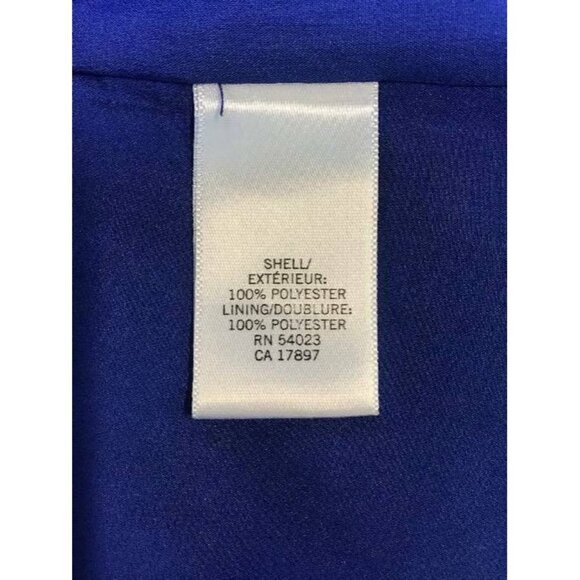 SHELL/
EXTÉRIEUR:
100% POLYESTER
LINING/DOUBLURE:
100% POLYESTER
RN 54023
CA 17897